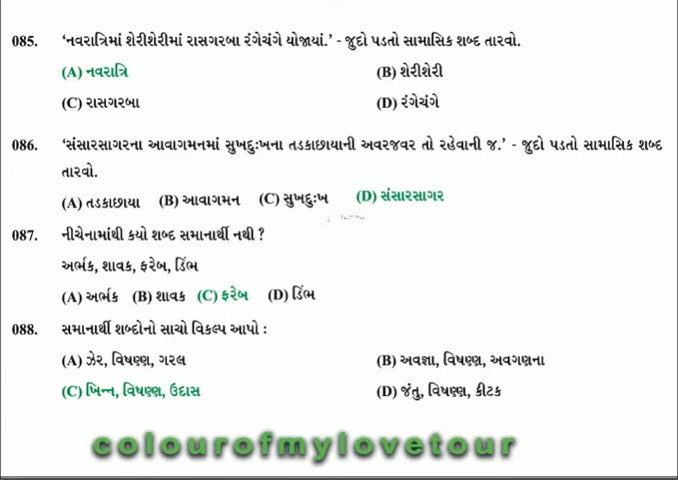 085. ‘નવરાત્રિમાં શેરીશેરીમાં રાસગરબા રંગેચંગે યોજાયાં.’ - જુદો પડતો સામાસિક શબ્દ તારવો.
(A) નવરાત્રિ (B) શેરીશેરી
(C) રાસગરબા (D) રંગેચંગે
086. ‘સંસારસાગરના આવાગમનમાં સુખદુઃખના તડકાછાયાની અવરજવર તો રહેવાની જ.’ - જુદો પડતો સામાસિક શબ્દ
તારવો.
(A) તડકાછાયા (B) આવાગમન (C) સુખદુઃખ (D) સંસારસાગર
087. નીચેનામાંથી કયો શબ્દ સમાનાર્થી નથી ?
અર્ભક, શાવક, ફરેબ, ડિંભ
(A) અર્ભક (B) શાવક (C) ફરેબ (D) ડિંભ
088. સમાનાર્થી શબ્દોનો સાચો વિકલ્પ આપો :
(A) ઝેર, વિષણ્ણ, ગરલ (B) અવજ્ઞા, વિષણ્ણ, અવગણના
(C) ખિન્ન, વિષણ્ણ, ઉદાસ (D) જંતુ, વિષણ્ણ, કીટક
colourofmylovetour